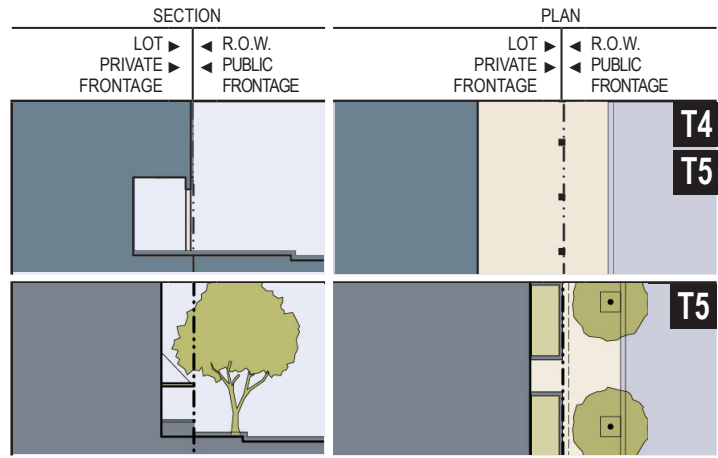 SECTION
PLAN
LOT ► ◄ R.O.W.
PRIVATE ► ◄ PUBLIC
FRONTAGE FRONTAGE
LOT ► ◄ R.O.W.
PRIVATE ► ◄ PUBLIC
FRONTAGE FRONTAGE
T4
T5
T5